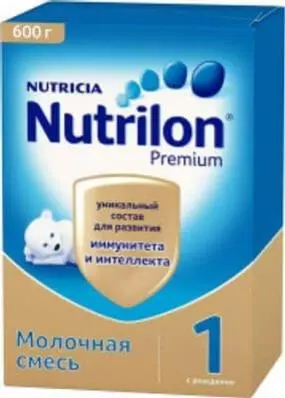 600 г
NUTRICIA
Nutrilon®
Premium
уникальный
состав для развития
иммунитета
и интеллекта
Молочная
смесь
1
с рождения